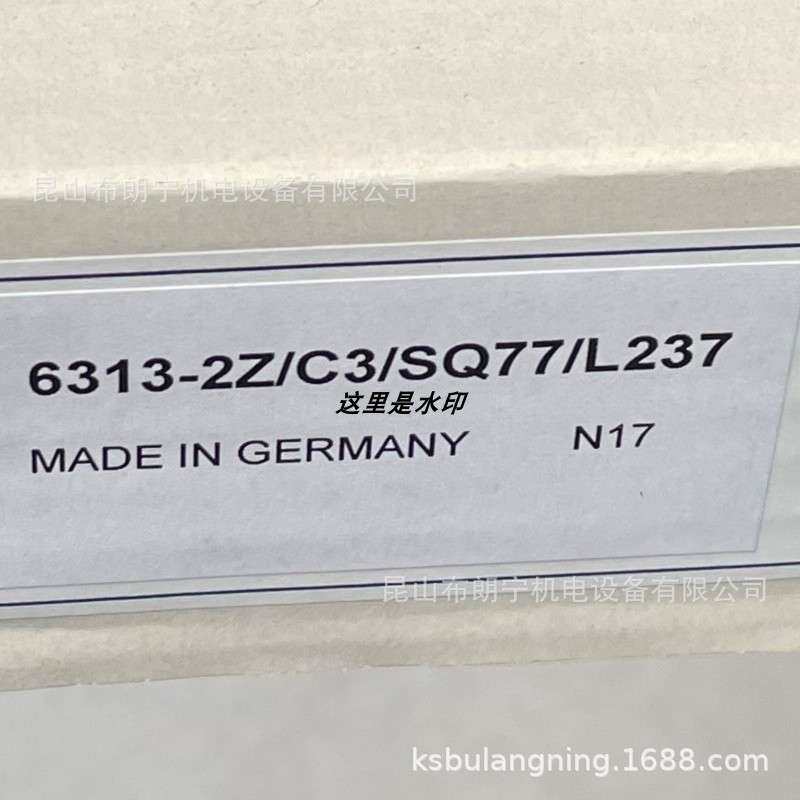 昆山布朗宁机电设备有限公司
6313-2Z/C3/SQ77/L237
这里是水印
MADE IN GERMANY N17
昆山布朗宁机电设备有限公司
ksbulangning.1688.com